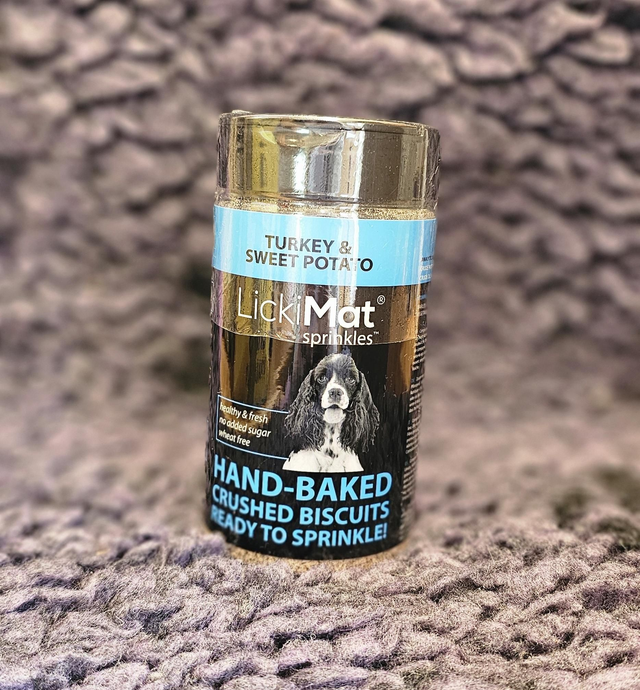 TURKEY &
SWEET POTATO
LickiMat®
sprinkles™
healthy & fresh
no added sugar
wheat free
HAND-BAKED
CRUSHED BISCUITS
READY TO SPRINKLE!